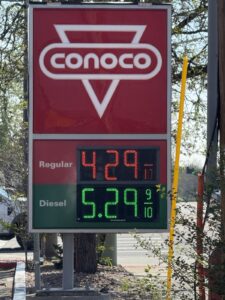 CONOCO
Regular 4.29
Diesel 5.29 9/10